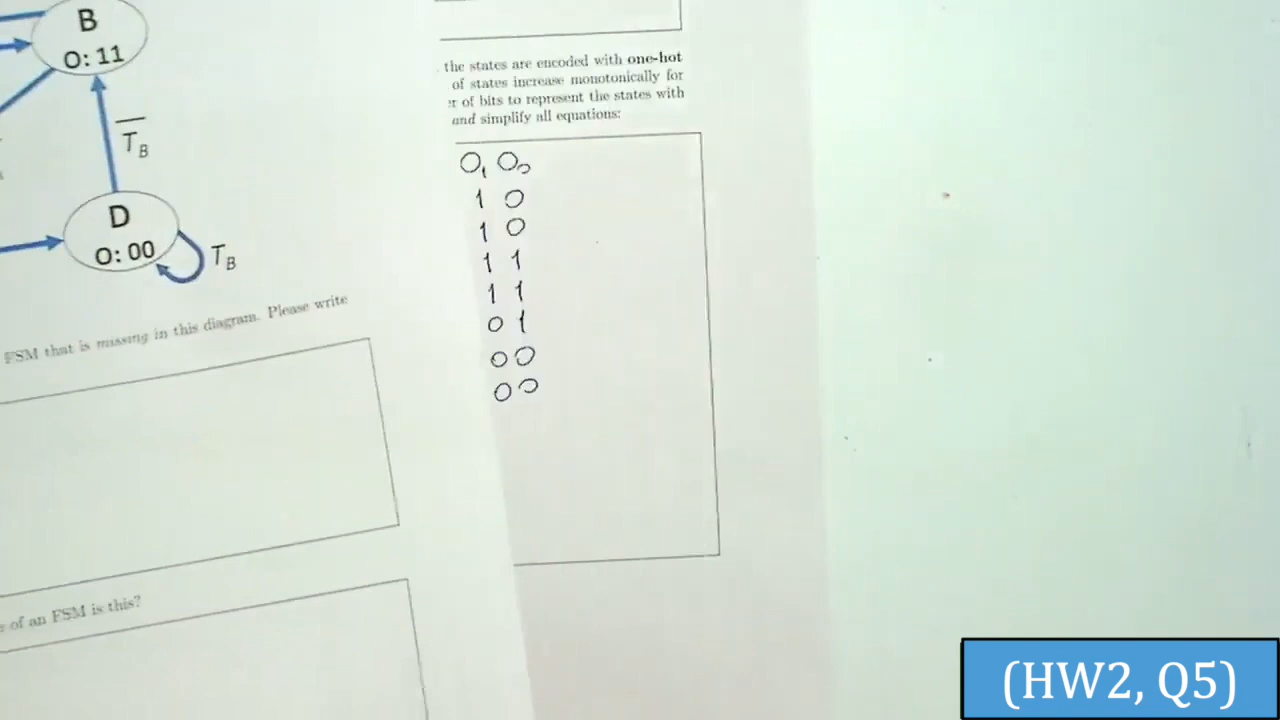 B
O: 11
T_B
D
O: 00
T_B
FSM that is missing in this diagram. Please write
of an FSM is this?
the states are encoded with one-hot
of states increase monotonically for
of bits to represent the states with
and simplify all equations:
O₁ O₀
1 0
1 0
1 1
1 1
0 1
0 0
0 0
(HW2, Q5)